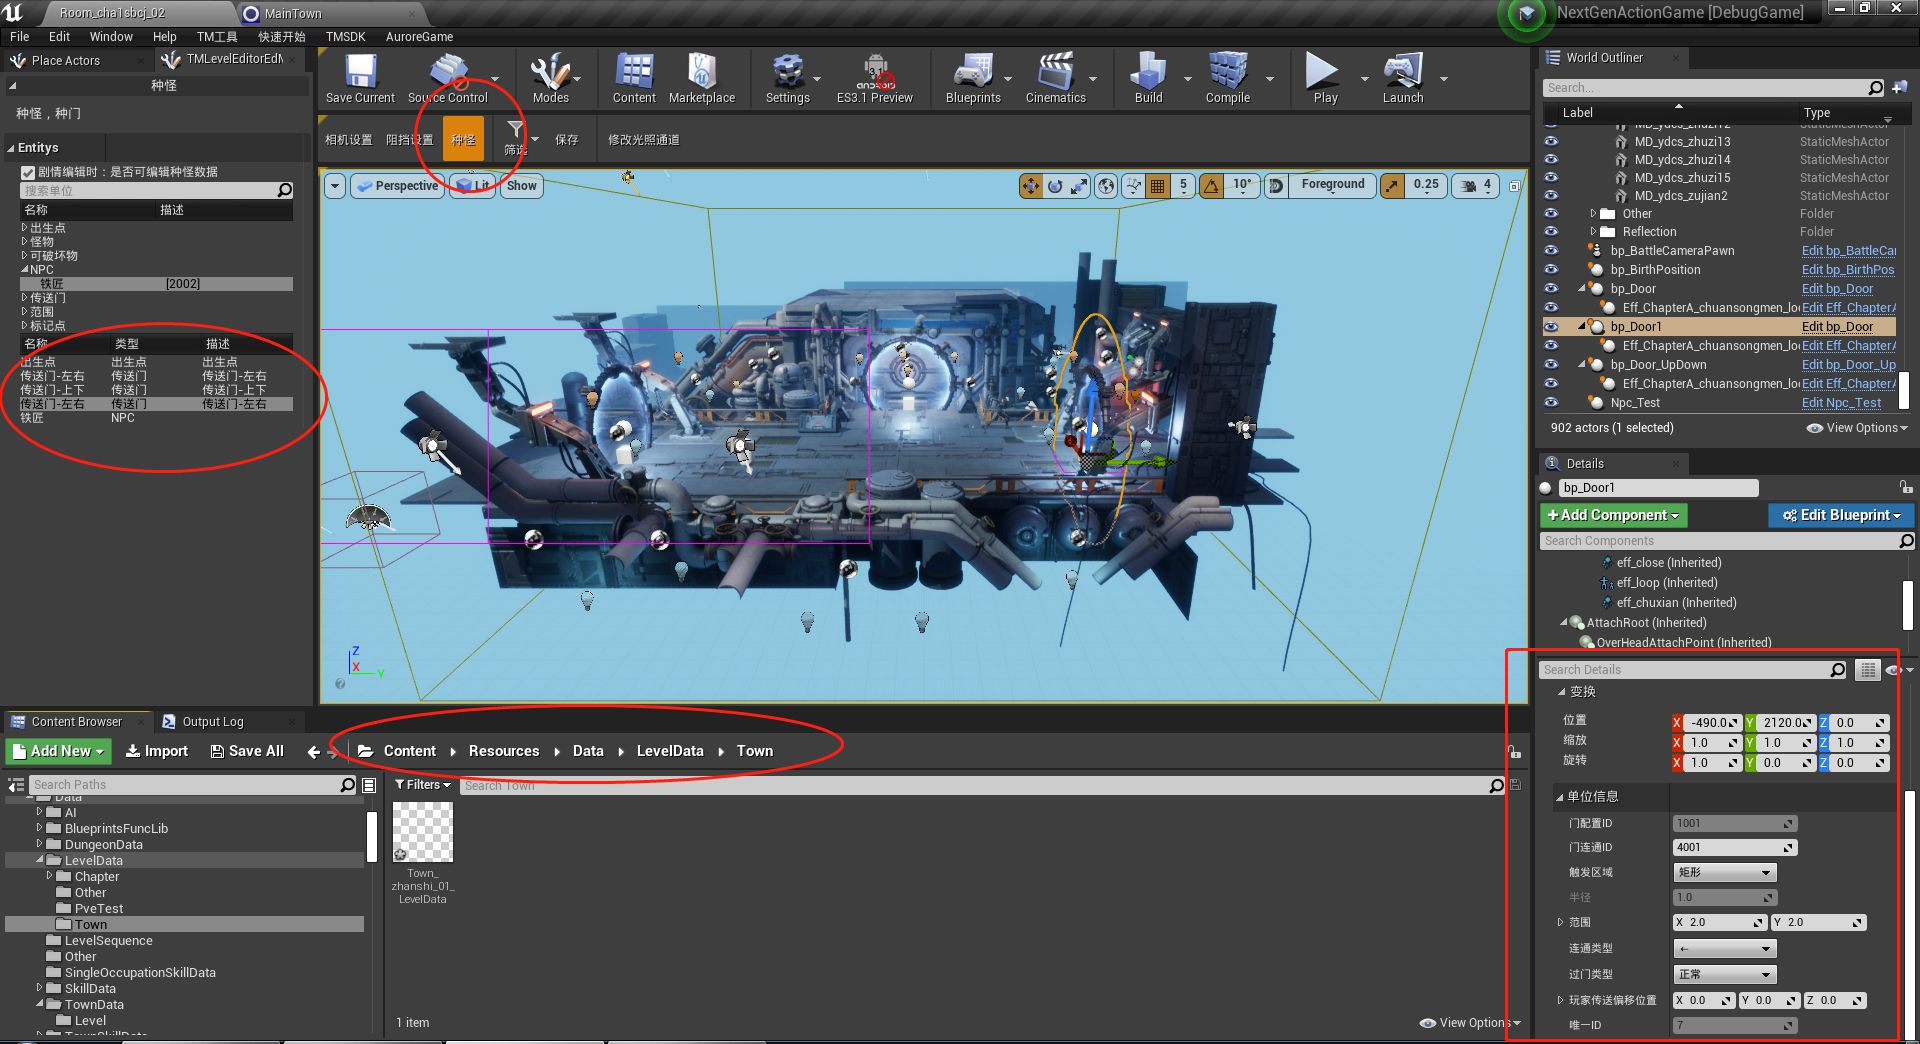 Room_cha1sbcj_02
MainTown
NextGenActionGame [DebugGame]
File Edit Window Help TM工具 快速开始 TMSDK AuroreGame
Place Actors
种怪
种怪，种门
Entitys
剧情编辑时：是否可编辑种怪数据
搜索单位
名称 描述
出生点
怪物
可破坏物
NPC
铁匠 [2002]
传送门
范围
标记点
名称 类型 描述
出生点 出生点 出生点
传送门-左右 传送门 传送门-左右
传送门-上下 传送门 传送门-上下
传送门-左右 传送门 传送门-左右
铁匠 NPC
Save Current
Source Control
Modes
Content
Marketplace
Settings
ES3.1 Preview
Blueprints
Cinematics
Build
Compile
Play
Launch
相机设置 阻挡设置 种怪 筛选 保存 修改光照通道
Perspective Lit Show
5 10° Foreground 0.25 4
Z
X
Y
World Outliner
Search...
Label Type
MD_ydcs_zhuzi12 StaticMeshActor
MD_ydcs_zhuzi13 StaticMeshActor
MD_ydcs_zhuzi14 StaticMeshActor
MD_ydcs_zhuzi15 StaticMeshActor
MD_ydcs_zujian2 StaticMeshActor
Other Folder
Reflection Folder
bp_BattleCameraPawn Edit bp_BattleCa
bp_BirthPosition Edit bp_BirthPos
bp_Door Edit bp_Door
Eff_ChapterA_chuansongmen_lo Edit Eff_Chapter
bp_Door1 Edit bp_Door
Eff_ChapterA_chuansongmen_lo Edit Eff_Chapter
bp_Door_UpDown Edit bp_Door_Up
Eff_ChapterA_chuansongmen_lo Edit Eff_Chapter
Npc_Test Edit Npc_Test
902 actors (1 selected) View Options
Details
bp_Door1
Add Component Edit Blueprint
Search Components
eff_close (Inherited)
eff_loop (Inherited)
eff_chuxian (Inherited)
AttachRoot (Inherited)
OverHeadAttachPoint (Inherited)
Search Details
变换
位置 X -490.0 Y 2120.0 Z 0.0
缩放 X 1.0 Y 1.0 Z 1.0
旋转 X 1.0 Y 0.0 Z 0.0
单位信息
门配置ID 1001
门连通ID 4001
触发区域 矩形
半径 1.0
范围 X 2.0 Y 2.0
连通类型 ←
过门类型 正常
玩家传送偏移位置 X 0.0 Y 0.0 Z 0.0
唯一ID 7
Content Browser
Output Log
Add New Import Save All Content Resources Data LevelData Town
Search Paths
Filters
Search Town
Data
AI
BlueprintsFuncLib
DungeonData
LevelData
Chapter
Other
PveTest
Town
LevelSequence
Other
SingleOccupationSkillData
SkillData
TownData
Level
TownSkillData
Town_
zhanshi_01_
LevelData
1 item
View Options